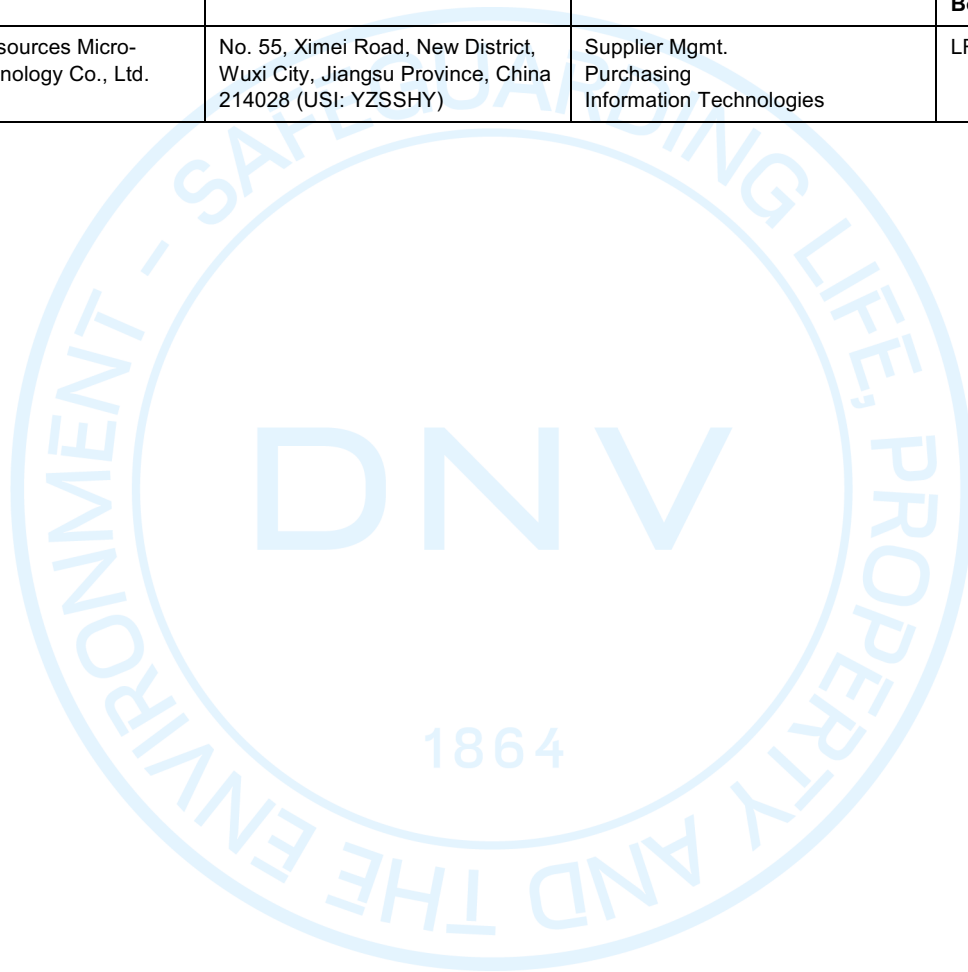 sources Micro-
nology Co., Ltd.
No. 55, Ximei Road, New District,
Wuxi City, Jiangsu Province, China
214028 (USI: YZSSHY)
Supplier Mgmt.
Purchasing
Information Technologies
SAFEGUARDING LIFE, PROPERTY AND THE ENVIRONMENT -
DNV
1864